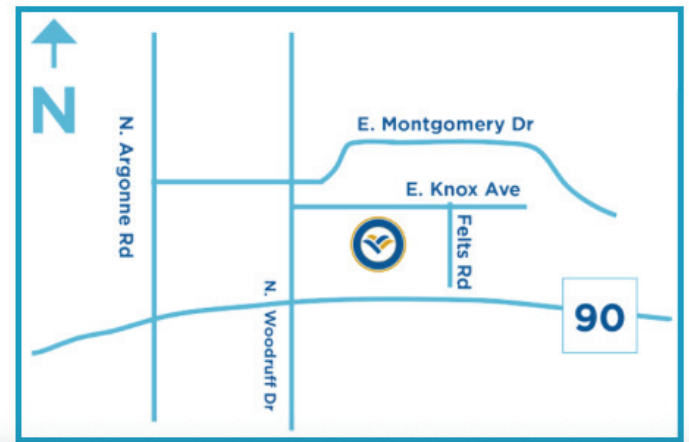 N
E. Montgomery Dr
N. Argonne Rd
E. Knox Ave
Felts Rd
N. Woodruff Dr
90